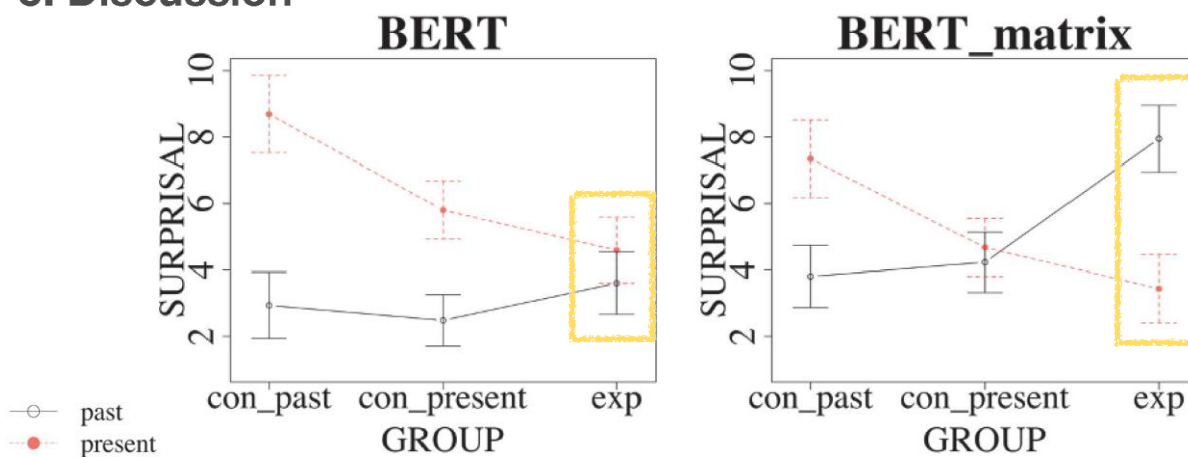 BERT
BERT_matrix
SURPRISAL
10
8
6
4
2
con_past con_present exp
GROUP
SURPRISAL
10
8
6
4
2
con_past con_present exp
GROUP
past
present